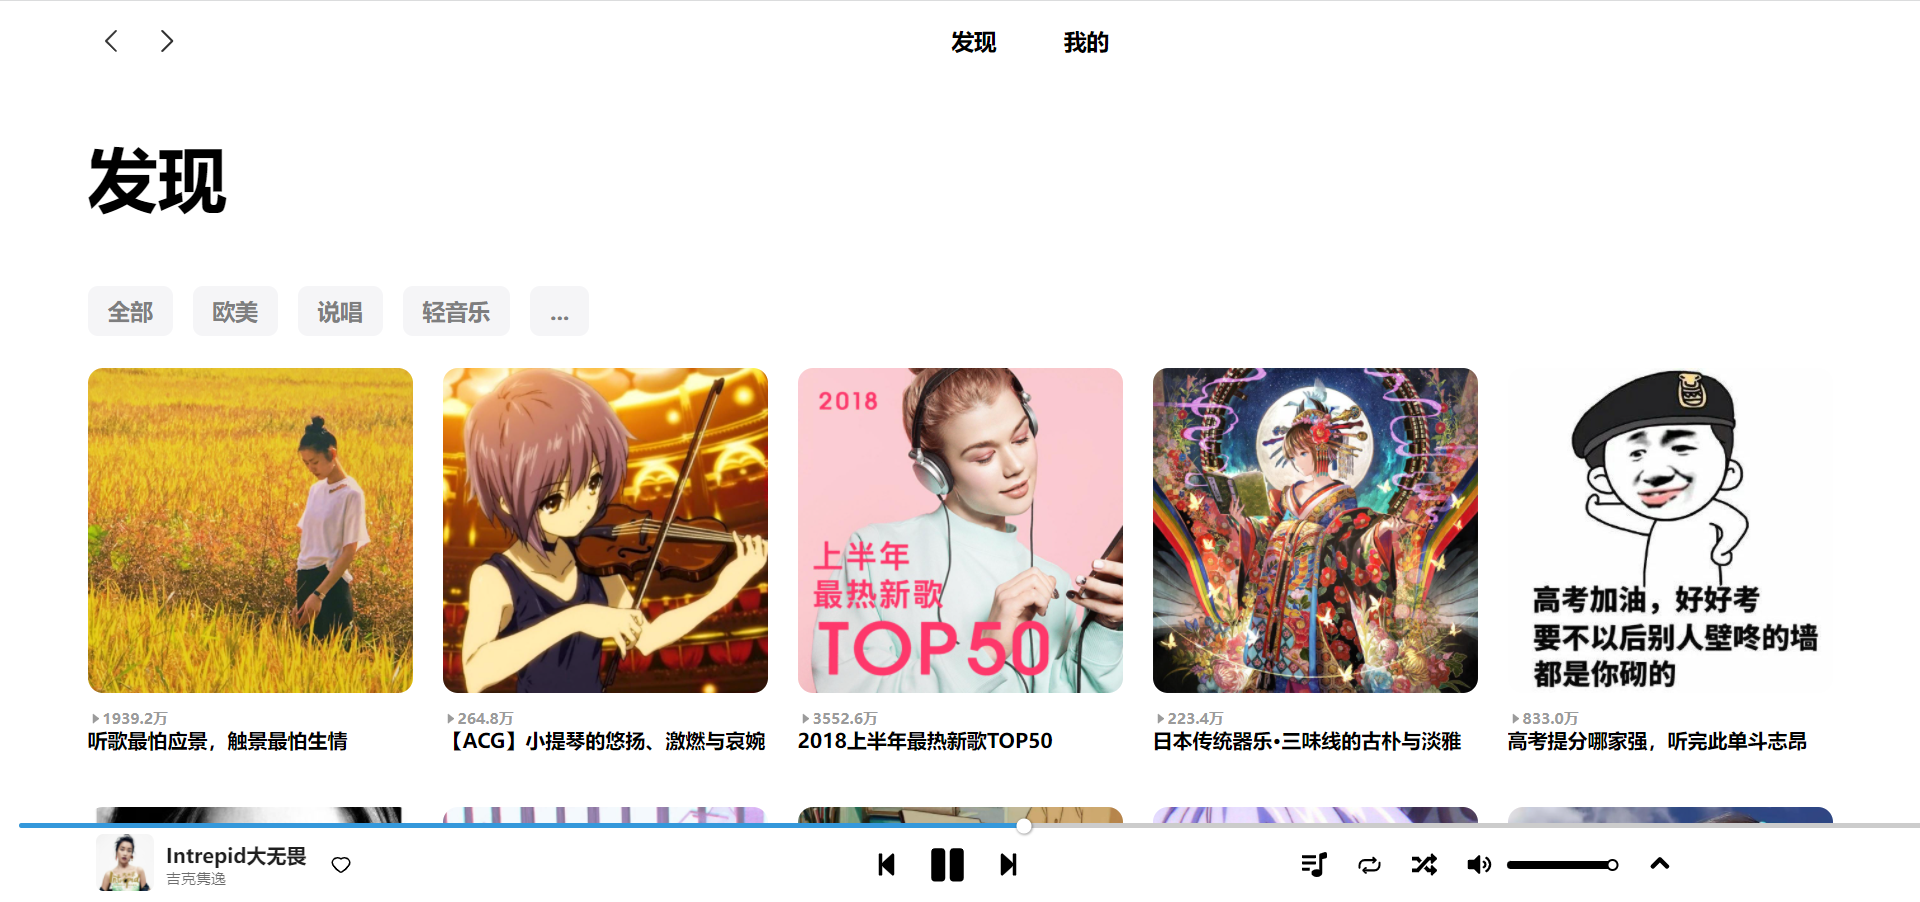 发现
我的
发现
全部
欧美
说唱
轻音乐
...
2018
上半年
最热新歌
TOP50
高考加油，好好考
要不以后别人壁咚的墙
都是你砌的
1939.2万
听歌最怕应景，触景最怕生情
264.8万
【ACG】小提琴的悠扬、激燃与哀婉
3552.6万
2018上半年最热新歌TOP50
223.4万
日本传统器乐•三味线的古朴与淡雅
833.0万
高考提分哪家强，听完此单斗志昂
Intrepid大无畏
吉克隽逸